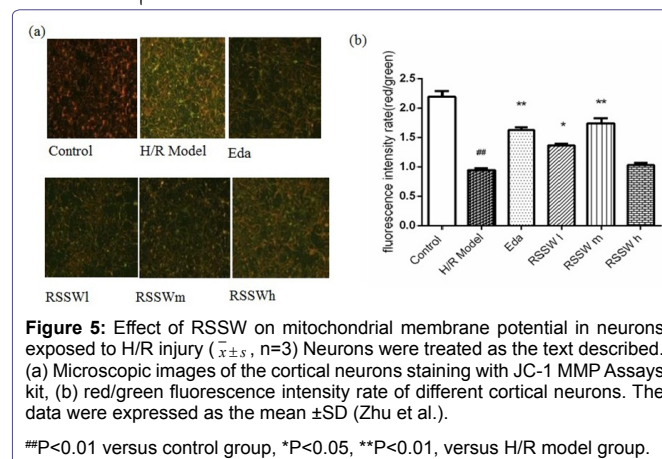 (a)
Control
H/R Model
Eda
RSSWl
RSSWm
RSSWh
(b)
fluorescence intensity rate(red/green)
2.5
2.0
1.5
1.0
0.5
0.0
##
**
*
**
Control
H/R Model
Eda
RSSW l
RSSW m
RSSW h
Figure 5: Effect of RSSW on mitochondrial membrane potential in neurons
exposed to H/R injury ( x̄±s , n=3) Neurons were treated as the text described.
(a) Microscopic images of the cortical neurons staining with JC-1 MMP Assays
kit, (b) red/green fluorescence intensity rate of different cortical neurons. The
data were expressed as the mean ±SD (Zhu et al.).
##P<0.01 versus control group, *P<0.05, **P<0.01, versus H/R model group.